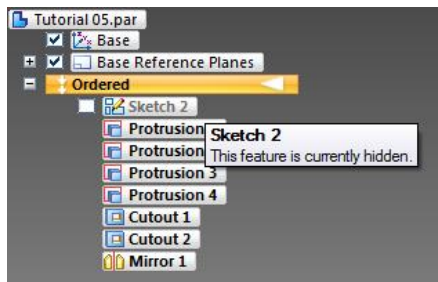 Tutorial 05.par
Base
Base Reference Planes
Ordered
Sketch 2
Protrusion
Sketch 2
Protrusion
This feature is currently hidden.
Protrusion 3
Protrusion 4
Cutout 1
Cutout 2
Mirror 1